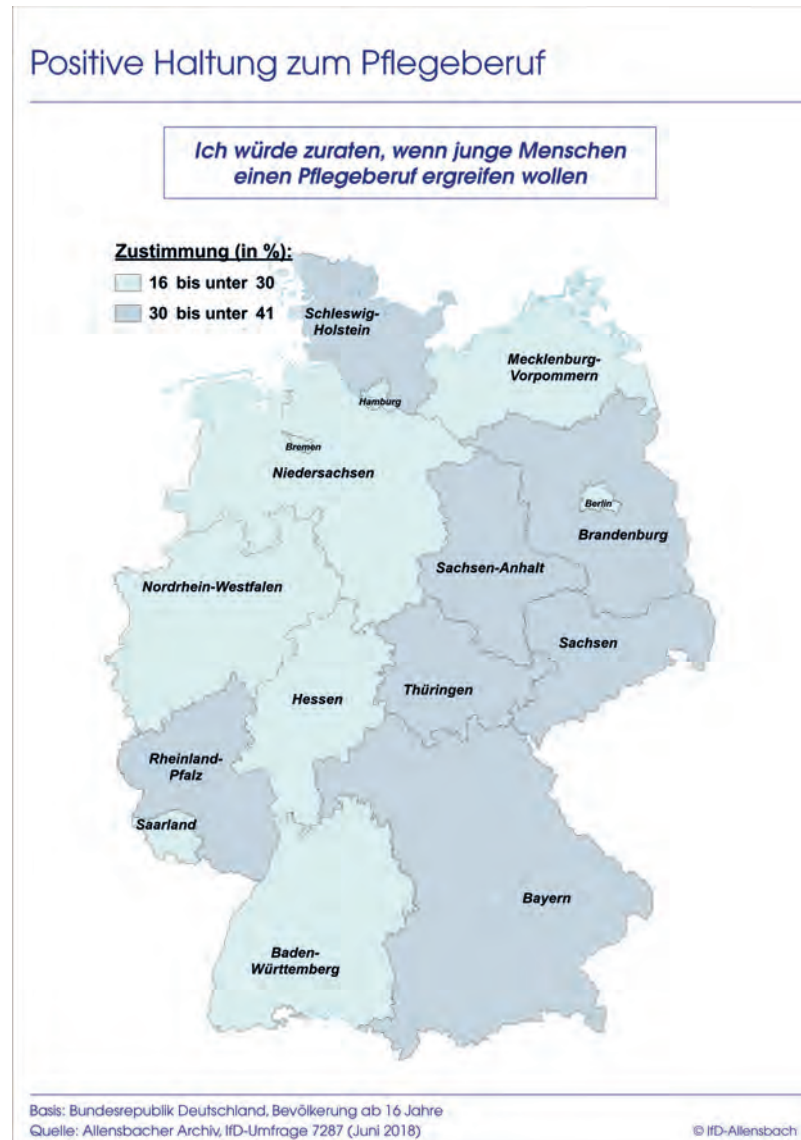 Positive Haltung zum Pflegeberuf
Ich würde zuraten, wenn junge Menschen
einen Pflegeberuf ergreifen wollen
Zustimmung (in %):
16 bis unter 30
30 bis unter 41
Schleswig-
Holstein
Mecklenburg-
Vorpommern
Hamburg
Bremen
Niedersachsen
Berlin
Brandenburg
Sachsen-Anhalt
Nordrhein-Westfalen
Sachsen
Thüringen
Hessen
Rheinland-
Pfalz
Saarland
Bayern
Baden-
Württemberg
Basis: Bundesrepublik Deutschland, Bevölkerung ab 16 Jahre
Quelle: Allensbacher Archiv, IfD-Umfrage 7287 (Juni 2018)
© IfD-Allensbach